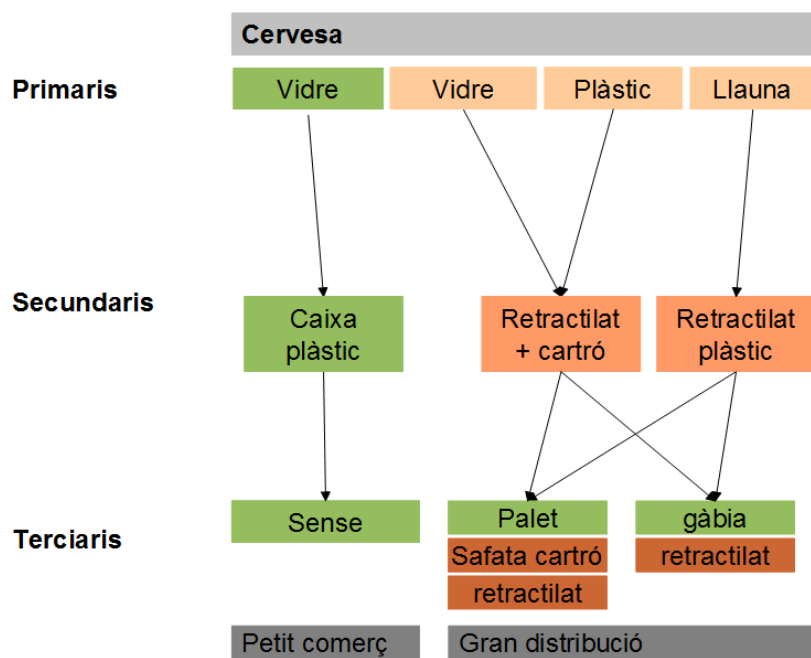 Cervesa
Primaris
Vidre
Vidre
Plàstic
Llauna
Secundaris
Caixa
plàstic
Retractilat
+ cartró
Retractilat
plàstic
Terciaris
Sense
Palet
Safata cartró
retractilat
gàbia
retractilat
Petit comerç
Gran distribució